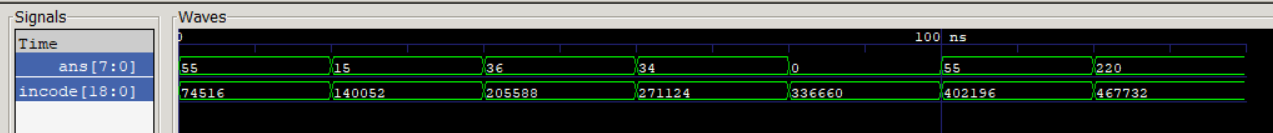 Signals Waves
Time 0 100 ns
ans[7:0] 55 15 36 34 0 55 220
incode[18:0] 74516 140052 205588 271124 336660 402196 467732